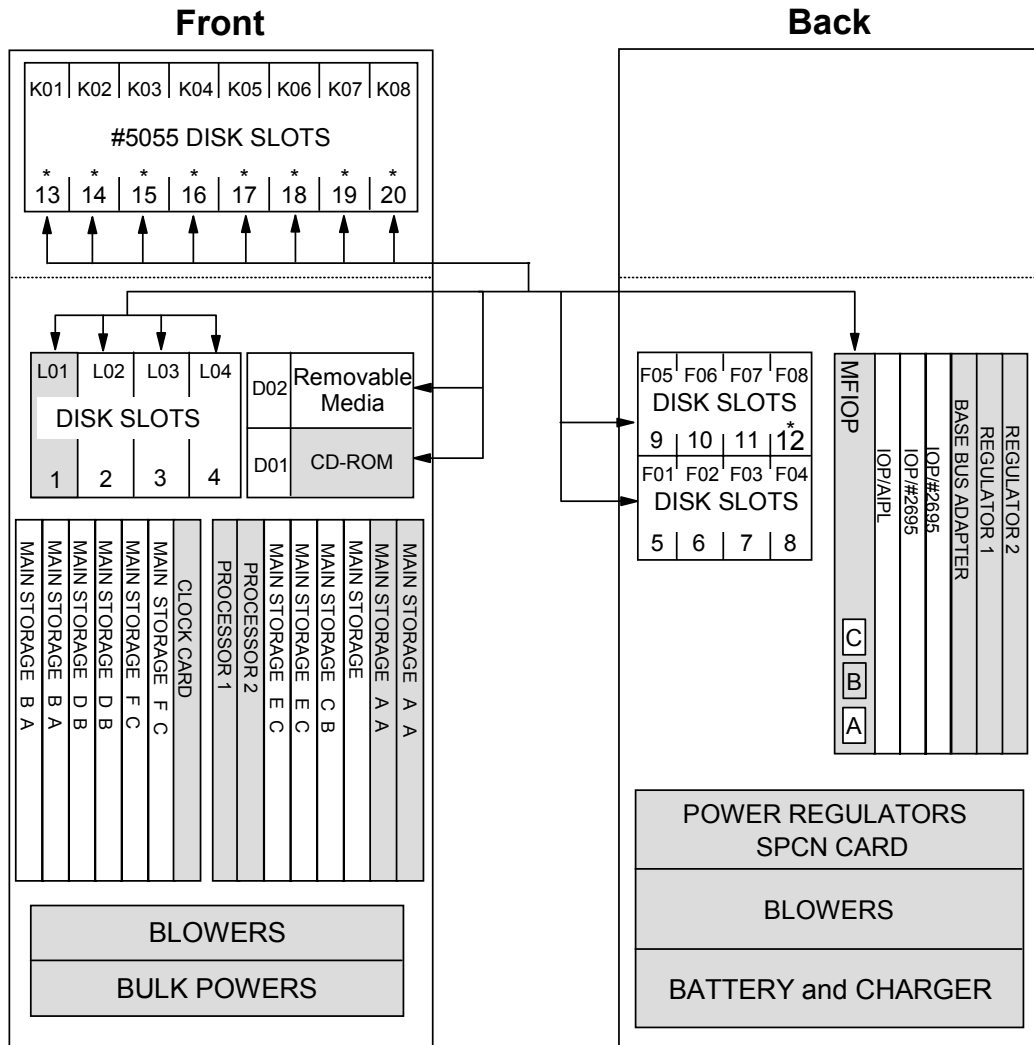 Front
Back
K01 K02 K03 K04 K05 K06 K07 K08
#5055 DISK SLOTS
* * * * * * * *
13 14 15 16 17 18 19 20
L01 L02 L03 L04
DISK SLOTS
1 2 3 4
D02
Removable
Media
D01
CD-ROM
F05 F06 F07 F08
DISK SLOTS
*
9 10 11 12
F01 F02 F03 F04
DISK SLOTS
5 6 7 8
MFIOP
C
B
A
IOP/AIPL
IOP/#2695
IOP/#2695
BASE BUS ADAPTER
REGULATOR 1
REGULATOR 2
MAIN STORAGE B A
MAIN STORAGE B A
MAIN STORAGE D B
MAIN STORAGE D B
MAIN STORAGE F C
MAIN STORAGE F C
CLOCK CARD
PROCESSOR 1
PROCESSOR 2
MAIN STORAGE E C
MAIN STORAGE E C
MAIN STORAGE C B
MAIN STORAGE
MAIN STORAGE A A
MAIN STORAGE A A
BLOWERS
BULK POWERS
POWER REGULATORS
SPCN CARD
BLOWERS
BATTERY and CHARGER